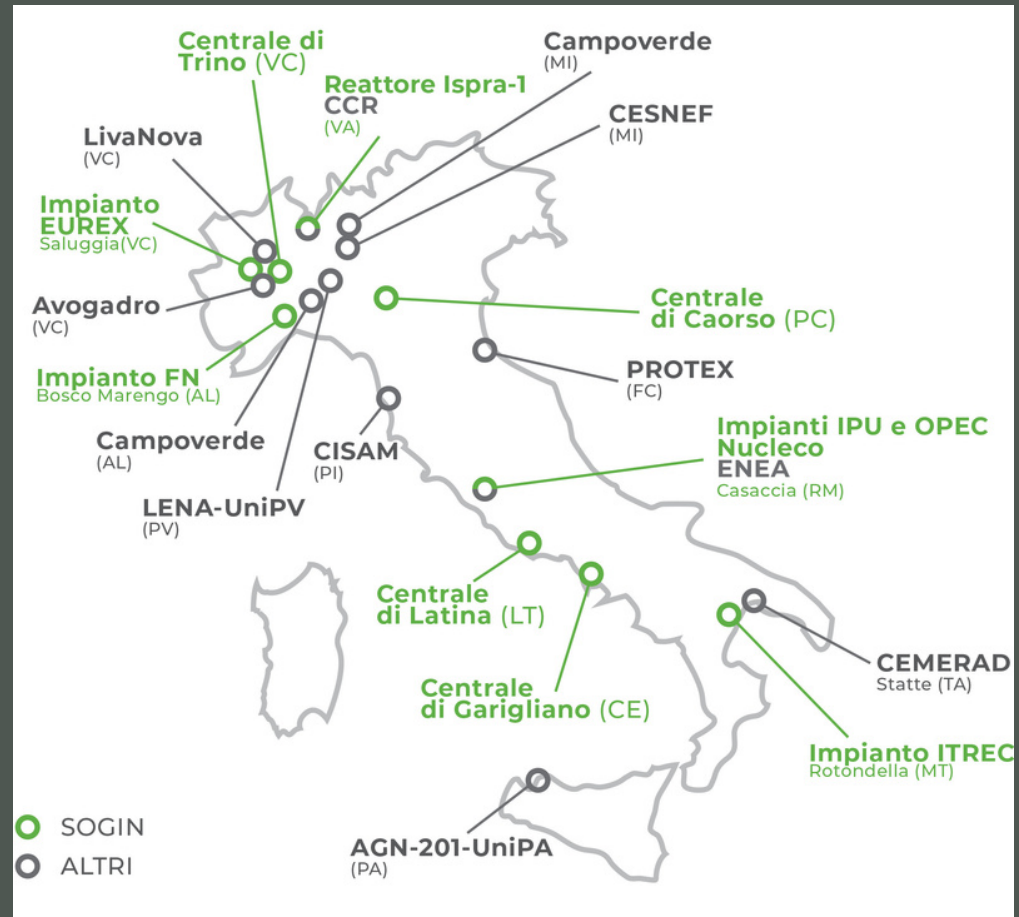 Centrale di
Trino (VC)
Campoverde
(MI)
Reattore Ispra-1
CCR
(VA)
CESNEF
(MI)
LivaNova
(VC)
Impianto
EUREX
Saluggia(VC)
Avogadro
(VC)
Centrale
di Caorso (PC)
PROTEX
(FC)
Impianto FN
Bosco Marengo (AL)
Campoverde
(AL)
CISAM
(PI)
Impianti IPU e OPEC
Nucleco
ENEA
Casaccia (RM)
LENA-UniPV
(PV)
Centrale
di Latina (LT)
CEMERAD
Statte (TA)
Centrale
di Garigliano (CE)
Impianto ITREC
Rotondella (MT)
AGN-201-UniPA
(PA)
SOGIN
ALTRI